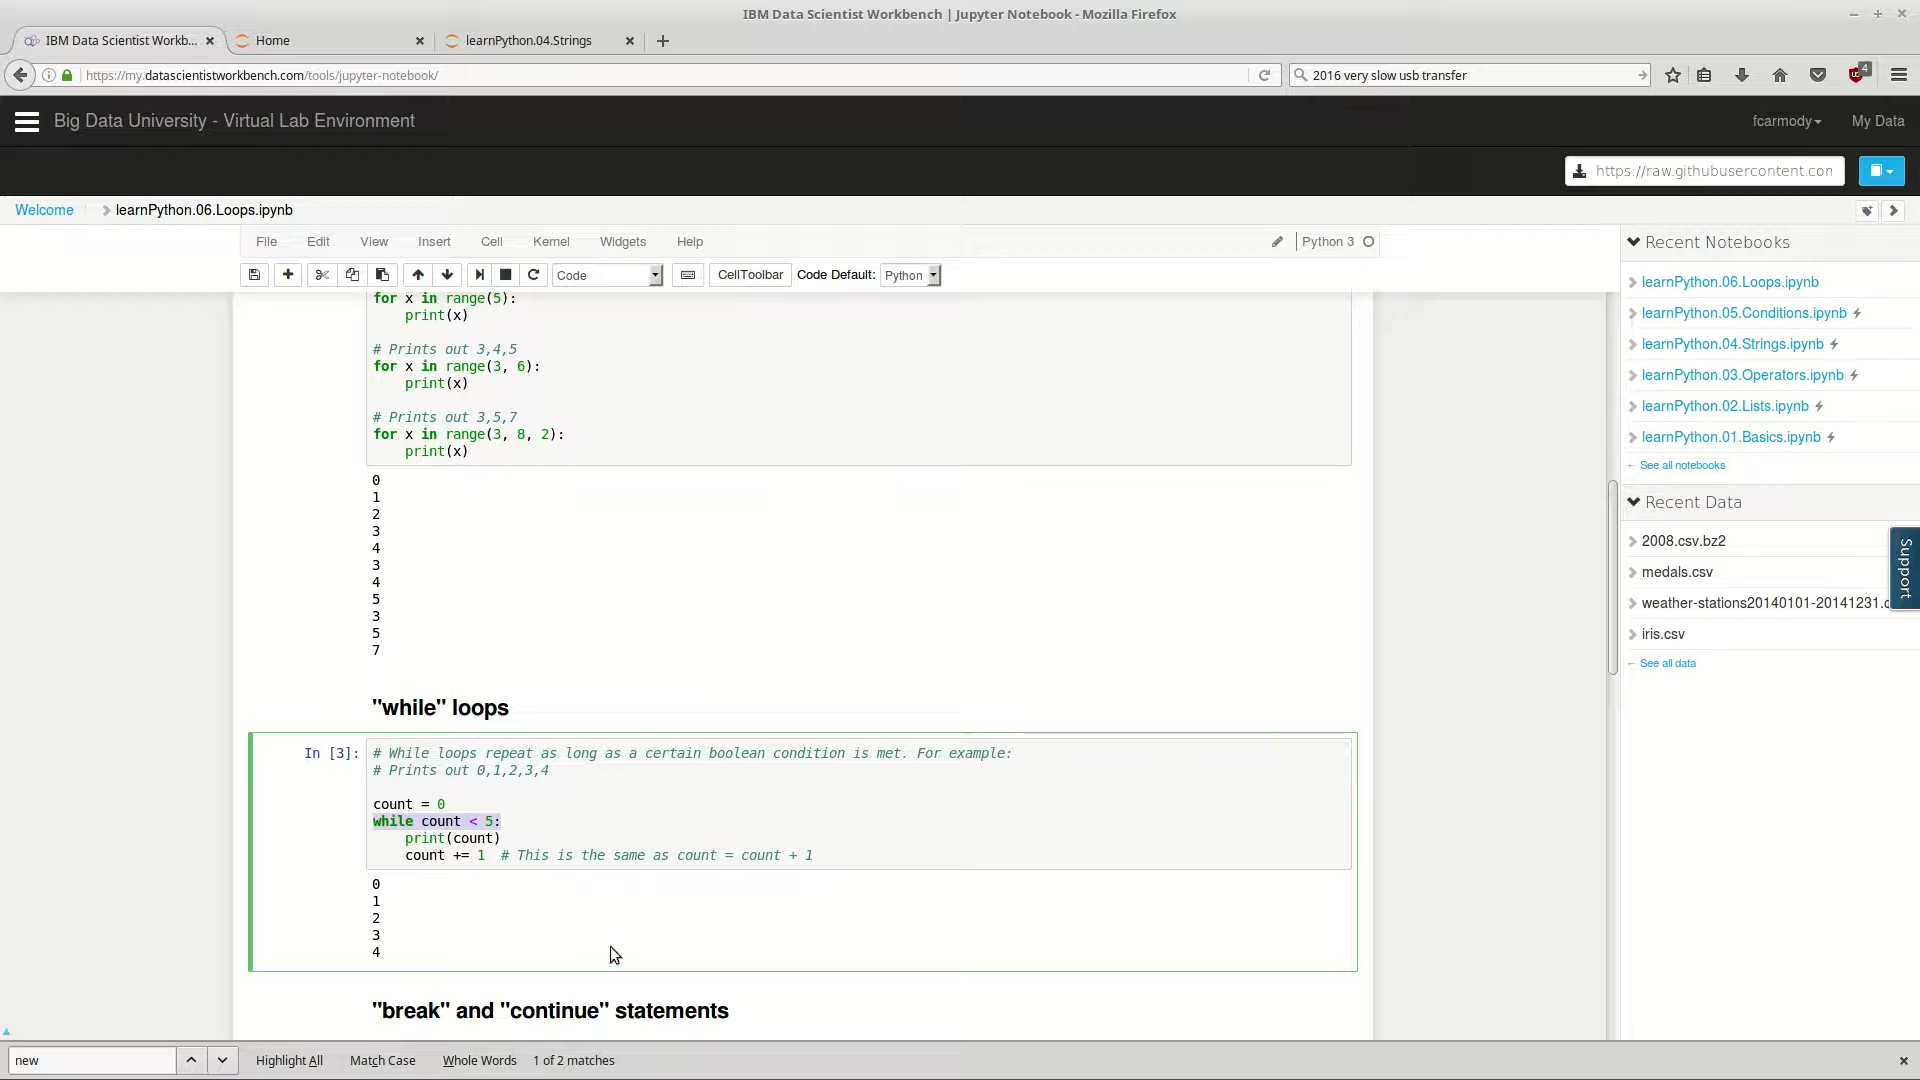 IBM Data Scientist Workbench | Jupyter Notebook - Mozilla Firefox
IBM Data Scientist Workb...
Home
learnPython.04.Strings
https://my.datascientistworkbench.com/tools/jupyter-notebook/
2016 very slow usb transfer
4
Big Data University - Virtual Lab Environment
fcarmody
My Data
https://raw.githubusercontent.con
Welcome
learnPython.06.Loops.ipynb
File Edit View Insert Cell Kernel Widgets Help
Python 3
Code
CellToolbar
Code Default:
Python
for x in range(5):
print(x)
# Prints out 3,4,5
for x in range(3, 6):
print(x)
# Prints out 3,5,7
for x in range(3, 8, 2):
print(x)
0
1
2
3
4
3
4
5
3
5
7
"while" loops
In [3]:
# While loops repeat as long as a certain boolean condition is met. For example:
# Prints out 0,1,2,3,4
count = 0
while count < 5:
print(count)
count += 1 # This is the same as count = count + 1
0
1
2
3
4
"break" and "continue" statements
Recent Notebooks
learnPython.06.Loops.ipynb
learnPython.05.Conditions.ipynb
learnPython.04.Strings.ipynb
learnPython.03.Operators.ipynb
learnPython.02.Lists.ipynb
learnPython.01.Basics.ipynb
← See all notebooks
Recent Data
2008.csv.bz2
medals.csv
weather-stations20140101-20141231.c
iris.csv
← See all data
Support
new
Highlight All
Match Case
Whole Words
1 of 2 matches